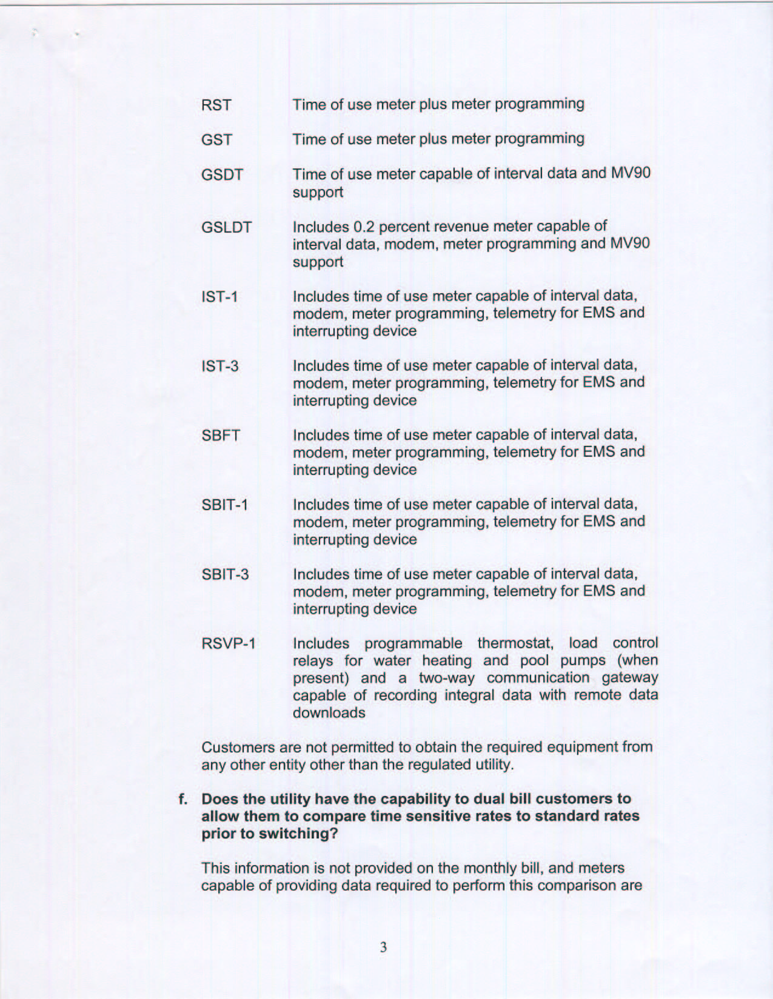 RST Time of use meter plus meter programming
GST Time of use meter plus meter programming
GSDT Time of use meter capable of interval data and MV90
support
GSLDT Includes 0.2 percent revenue meter capable of
interval data, modem, meter programming and MV90
support
IST-1 Includes time of use meter capable of interval data,
modem, meter programming, telemetry for EMS and
interrupting device
IST-3 Includes time of use meter capable of interval data,
modem, meter programming, telemetry for EMS and
interrupting device
SBFT Includes time of use meter capable of interval data,
modem, meter programming, telemetry for EMS and
interrupting device
SBIT-1 Includes time of use meter capable of interval data,
modem, meter programming, telemetry for EMS and
interrupting device
SBIT-3 Includes time of use meter capable of interval data,
modem, meter programming, telemetry for EMS and
interrupting device
RSVP-1 Includes programmable thermostat, load control
relays for water heating and pool pumps (when
present) and a two-way communication gateway
capable of recording integral data with remote data
downloads
Customers are not permitted to obtain the required equipment from
any other entity other than the regulated utility.
f. Does the utility have the capability to dual bill customers to
allow them to compare time sensitive rates to standard rates
prior to switching?
This information is not provided on the monthly bill, and meters
capable of providing data required to perform this comparison are
3